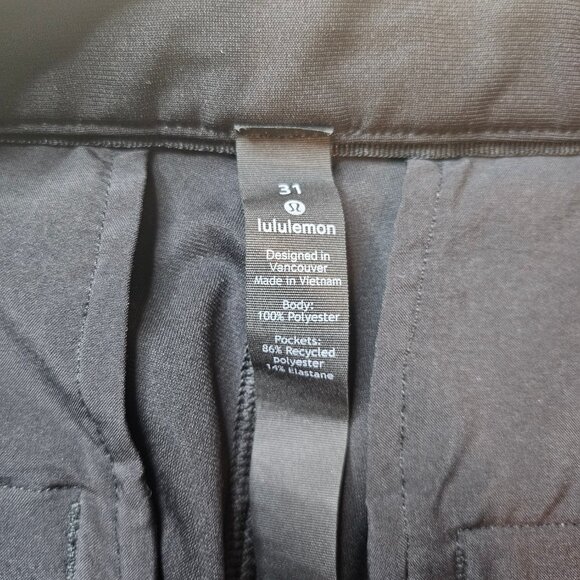 31
lululemon
Designed in
Vancouver
Made in Vietnam
Body:
100% Polyester
Pockets:
86% Recycled
polyester
14% Elastane